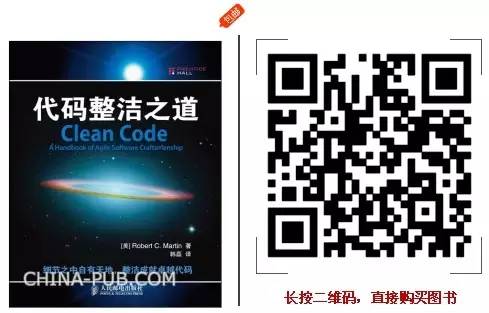 包邮
PRENTICE
HALL
代码整洁之道
Clean Code
A Handbook of Agile Software Craftsmanship
[美] Robert C. Martin 著
韩磊 译
细节之中自有天地，整洁成就卓越代码
CHINA-PUB.COM
人民邮电出版社
POSTS & TELECOM PRESS
长按二维码，直接购买图书